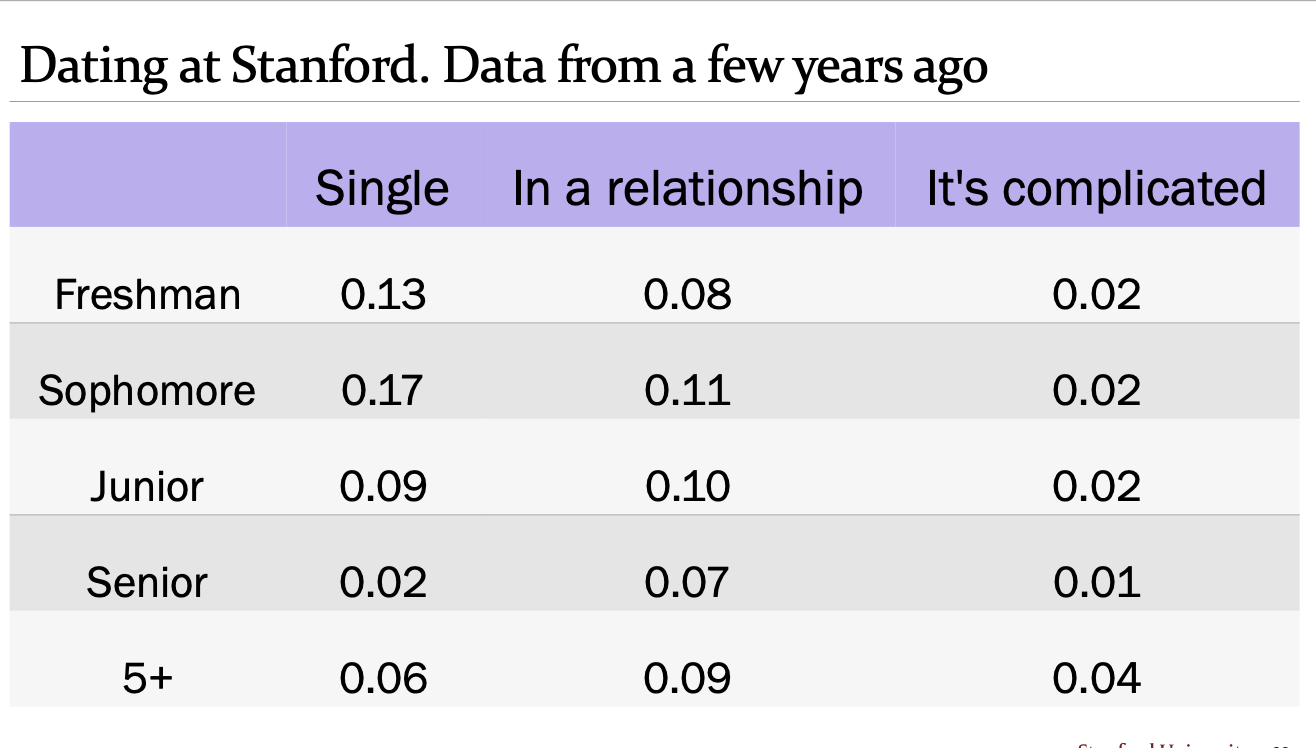 Dating at Stanford. Data from a few years ago
Single In a relationship It's complicated
Freshman 0.13 0.08 0.02
Sophomore 0.17 0.11 0.02
Junior 0.09 0.10 0.02
Senior 0.02 0.07 0.01
5+ 0.06 0.09 0.04